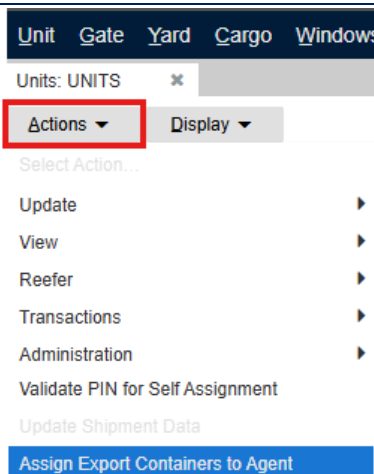 Unit Gate Yard Cargo Windows
Units: UNITS ×
Actions Display
Select Action...
Update
View
Reefer
Transactions
Administration
Validate PIN for Self Assignment
Update Shipment Data
Assign Export Containers to Agent